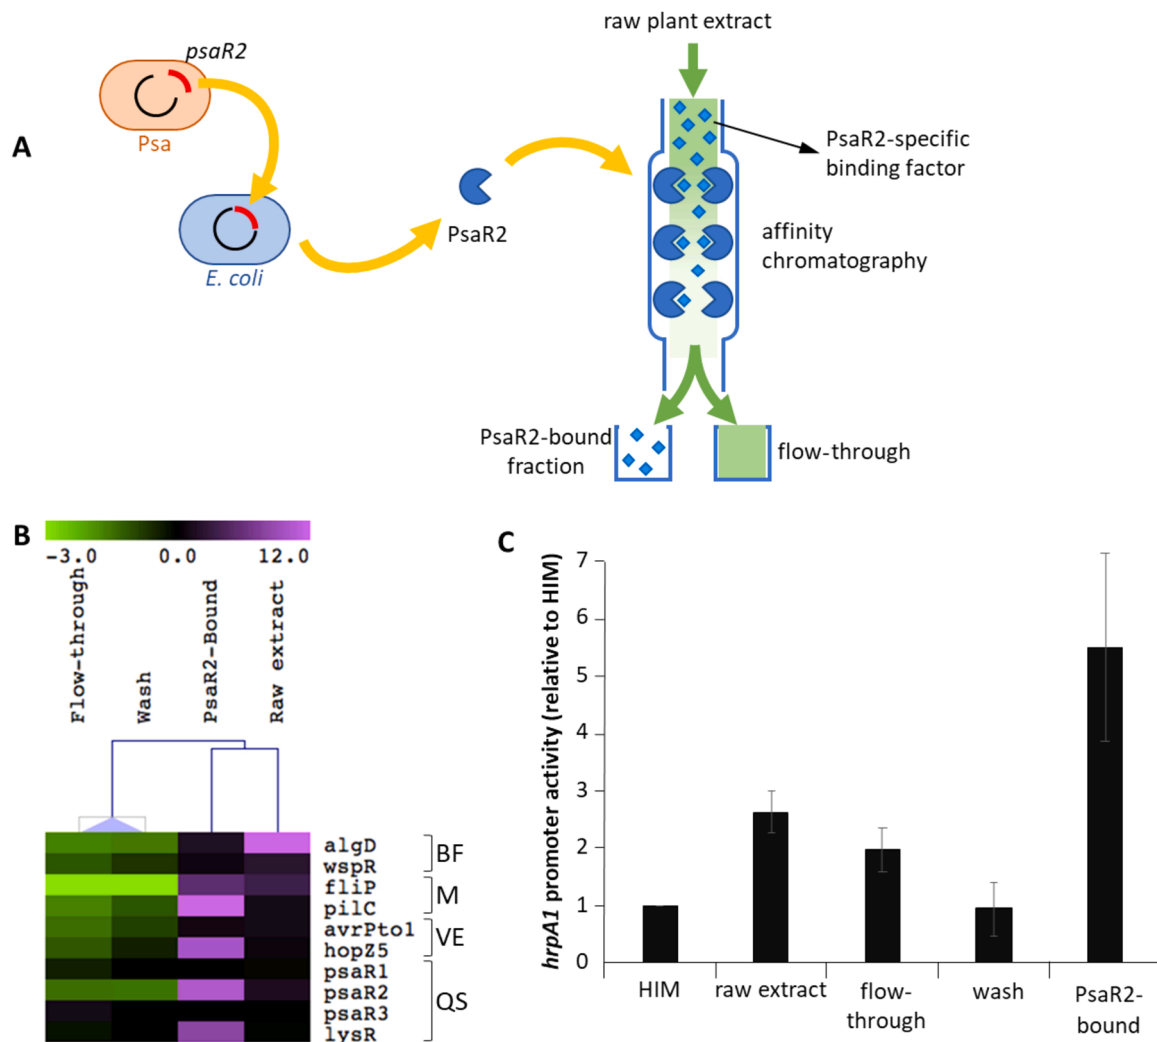 raw plant extract
psaR2
Psa
A
PsaR2-specific
binding factor
E. coli
PsaR2
affinity
chromatography
PsaR2-bound
fraction
flow-through
B
-3.0 0.0 12.0
Flow-through
Wash
PsaR2-Bound
Raw extract
algD
wspR
BF
fliP
pilC
M
avrPto1
hopZ5
VE
psaR1
psaR2
psaR3
lysR
QS
C
hrpA1 promoter activity (relative to HIM)
7
6
5
4
3
2
1
0
HIM
raw extract
flow-
through
wash
PsaR2-
bound